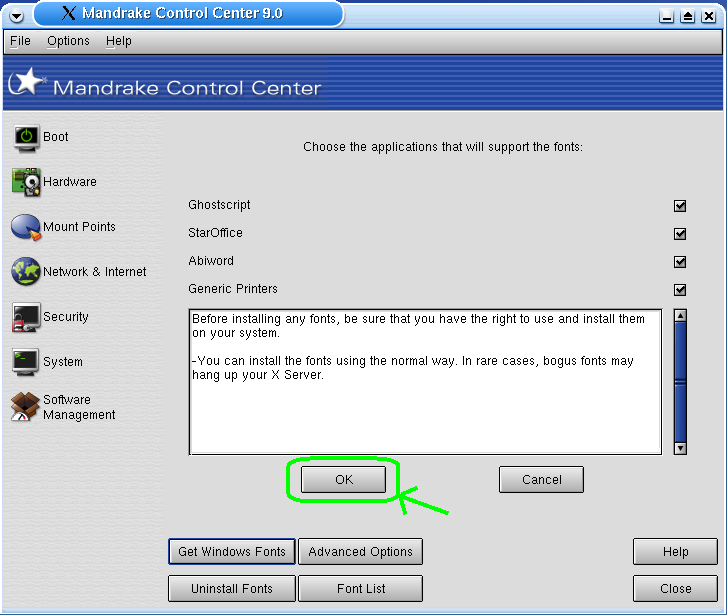 X Mandrake Control Center 9.0
File Options Help
Mandrake Control Center
Boot
Hardware
Mount Points
Network & Internet
Security
System
Software
Management
Choose the applications that will support the fonts:
Ghostscript
StarOffice
Abiword
Generic Printers
Before installing any fonts, be sure that you have the right to use and install them
on your system.
-You can install the fonts using the normal way. In rare cases, bogus fonts may
hang up your X Server.
OK Cancel
Get Windows Fonts Advanced Options Help
Uninstall Fonts Font List Close